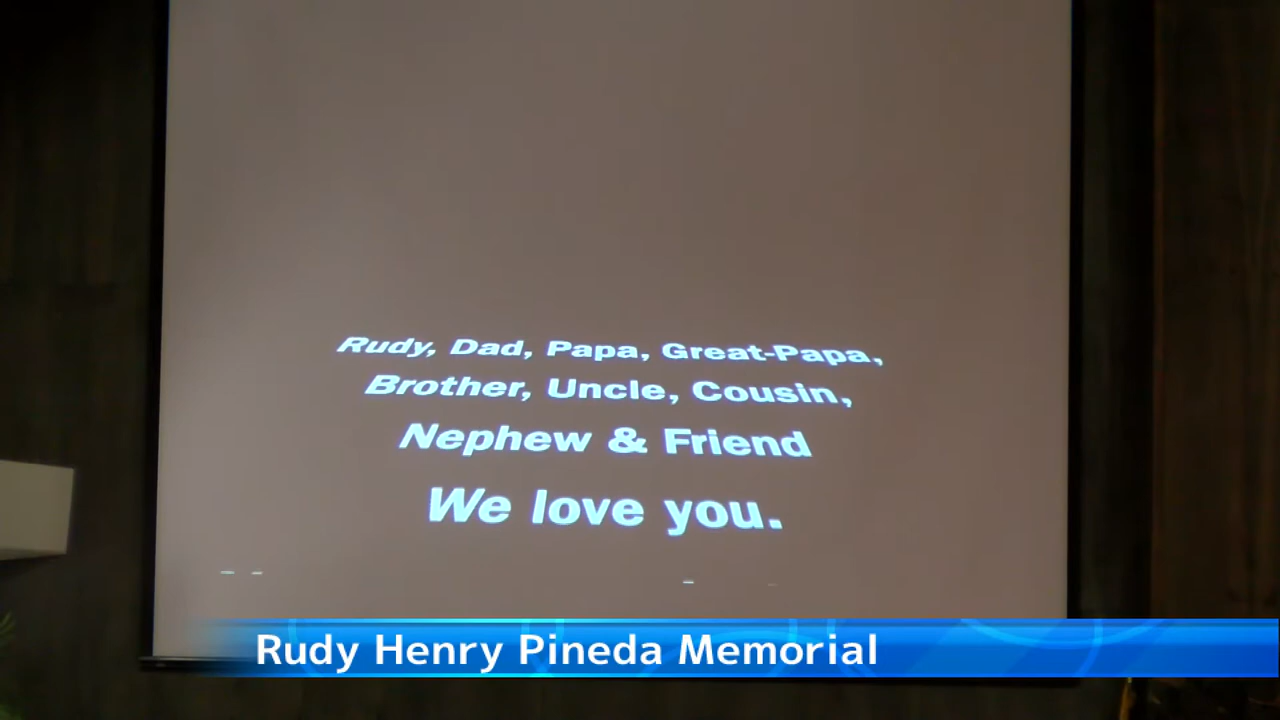 Rudy, Dad, Papa, Great-Papa,
Brother, Uncle, Cousin,
Nephew & Friend
We love you.
Rudy Henry Pineda Memorial